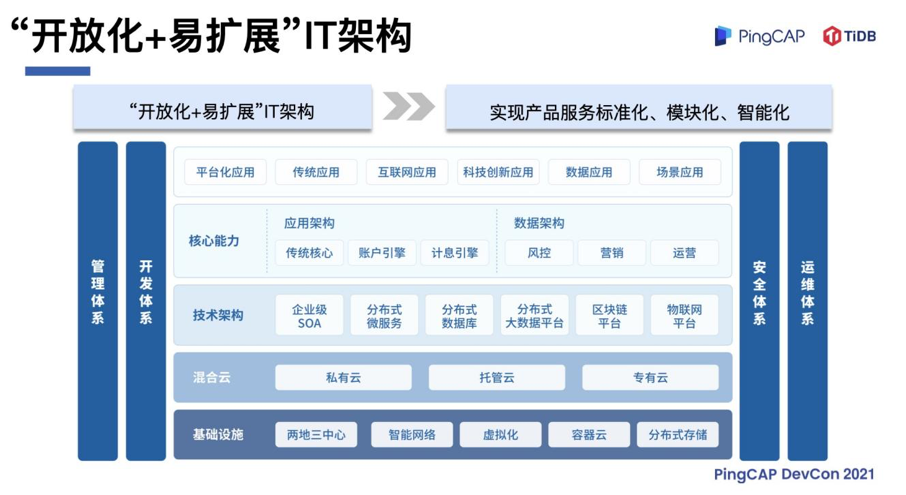 “开放化+易扩展”IT架构
PingCAP TiDB
“开放化+易扩展”IT架构
实现产品服务标准化、模块化、智能化
管理体系
开发体系
平台化应用 传统应用 互联网应用 科技创新应用 数据应用 场景应用
核心能力
应用架构
传统核心 账户引擎 计息引擎
数据架构
风控 营销 运营
技术架构
企业级
SOA
分布式
微服务
分布式
数据库
分布式
大数据平台
区块链
平台
物联网
平台
混合云
私有云 托管云 专有云
基础设施
两地三中心 智能网络 虚拟化 容器云 分布式存储
安全体系
运维体系
PingCAP DevCon 2021